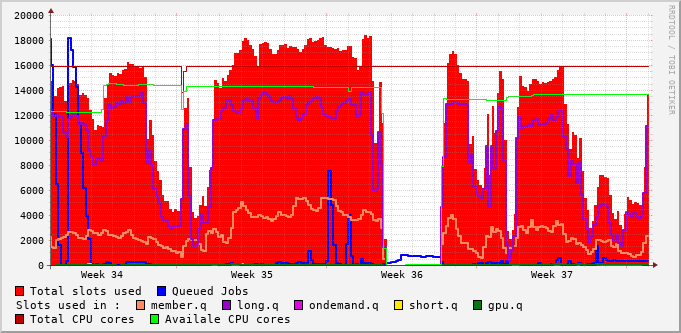 RRDTOOL / TOBI OETIKER
20000
18000
16000
14000
12000
10000
8000
6000
4000
2000
0
Week 34 Week 35 Week 36 Week 37
Total slots used Queued Jobs
Slots used in : member.q long.q ondemand.q short.q gpu.q
Total CPU cores Availale CPU cores